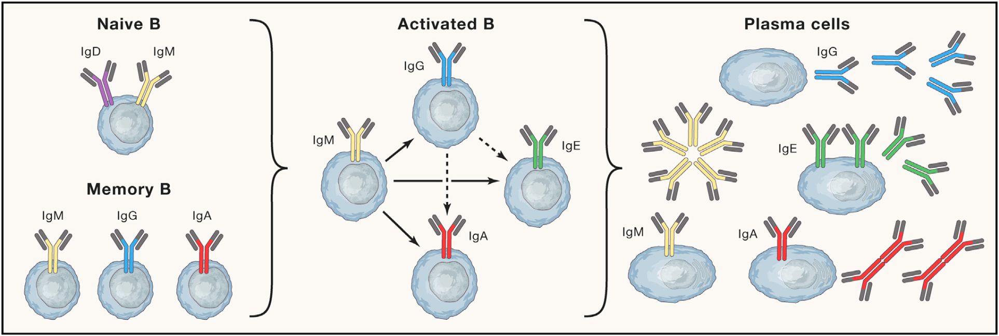 Naive B
IgD
IgM
Memory B
IgM
IgG
IgA
Activated B
IgG
IgM
IgE
IgA
Plasma cells
IgG
IgE
IgM
IgA